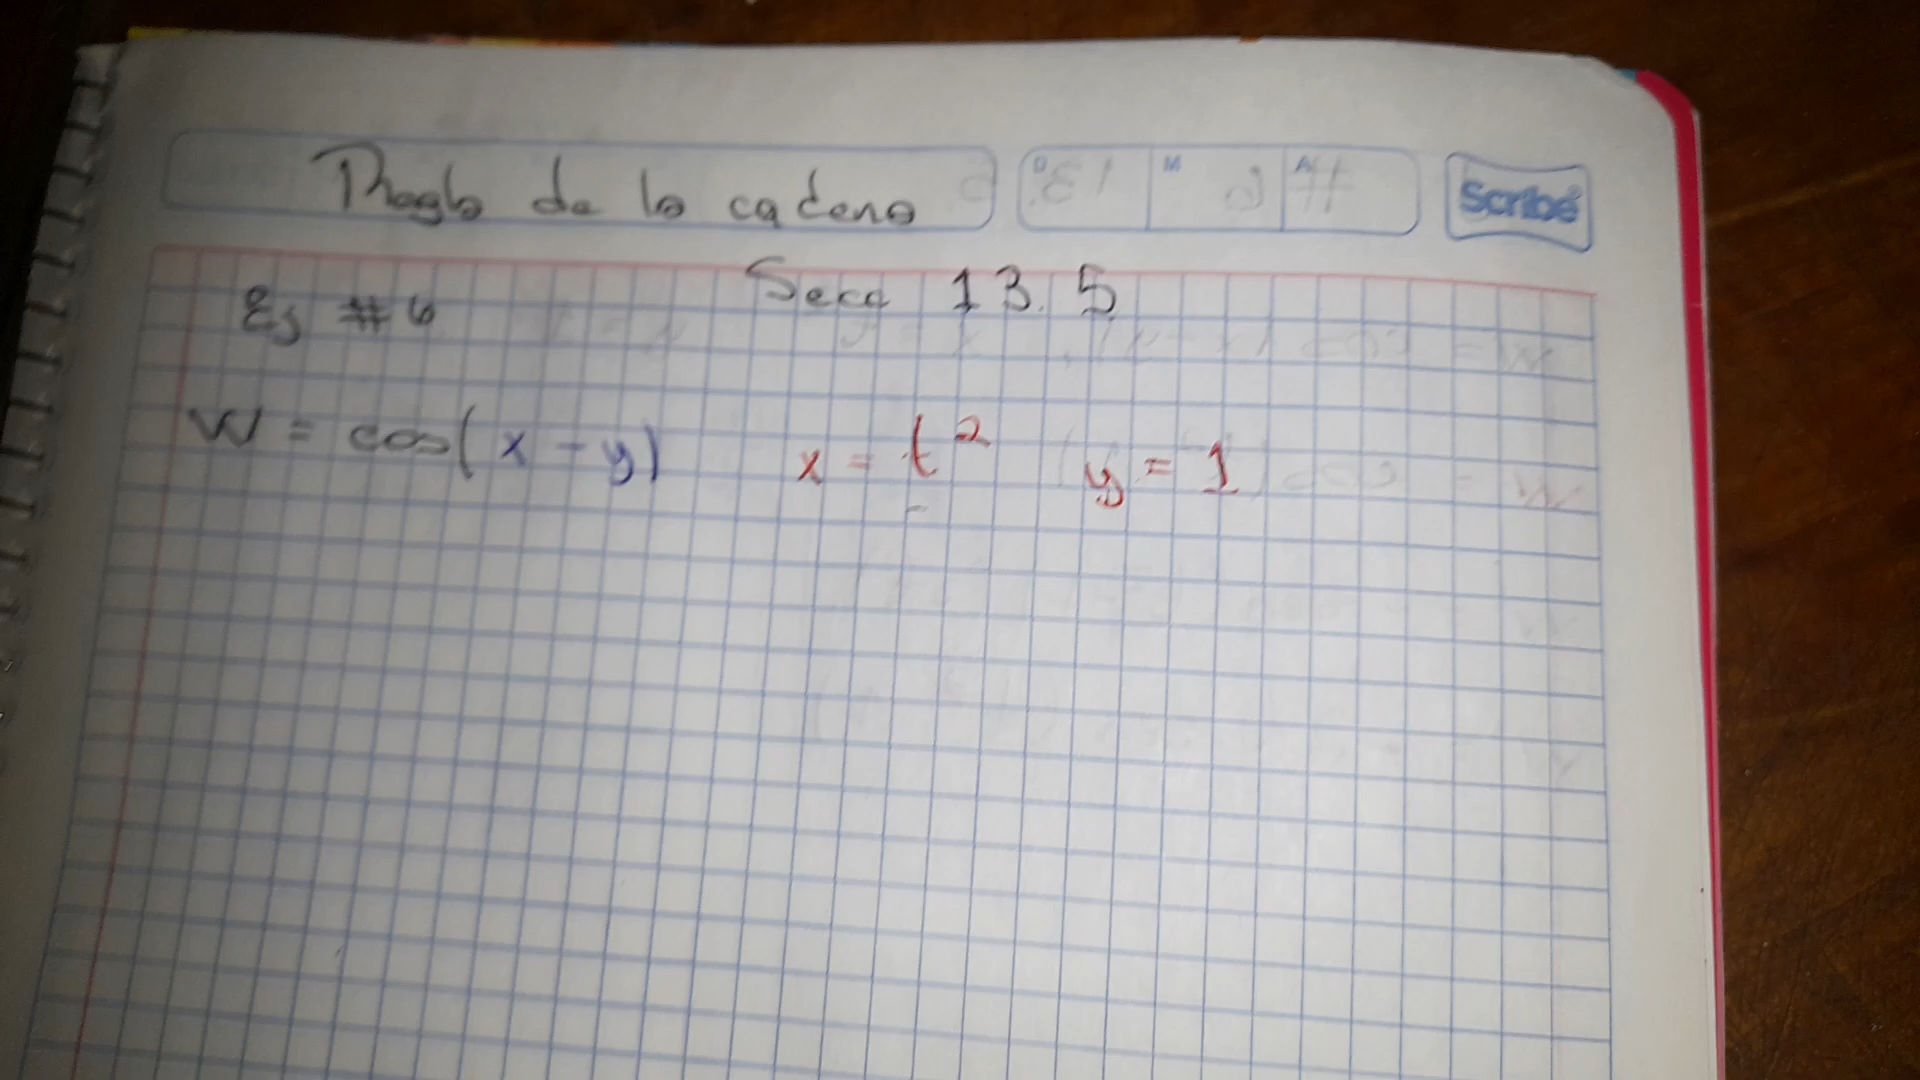 Regla de la cadena
D M A
Scribe
Secc 13.5
Ej #6
W = cos(x - y) x = t² y = 1